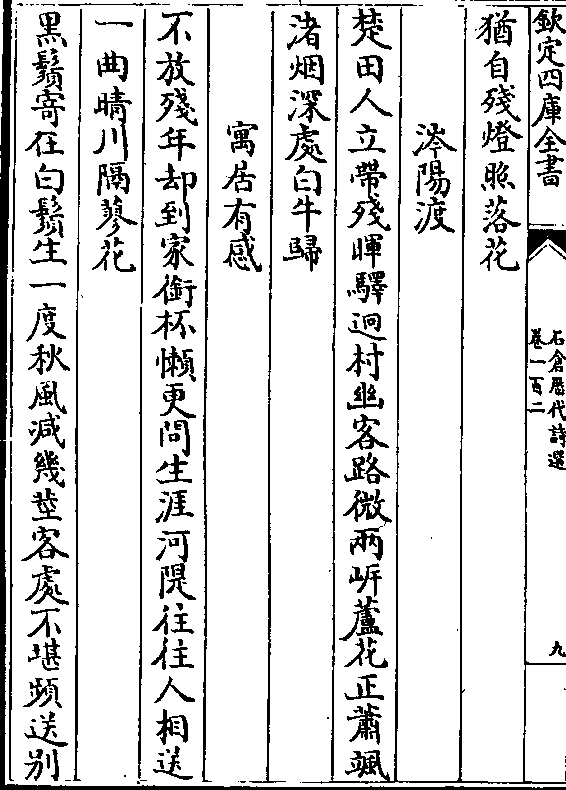 欽定四庫全書
石倉歴代詩選
卷一百二
九
猶自殘燈照落花
涔陽渡
楚田人立帶殘暉驛迥村幽客路微兩㟁蘆花正蕭颯
渚烟深處白牛歸
寓居有感
不放殘年却到家銜杯懶更問生涯河隄往往人相送
一曲晴川隔蓼花
黑鬚寄在白鬚生一度秋風減幾莖客處不堪頻送别